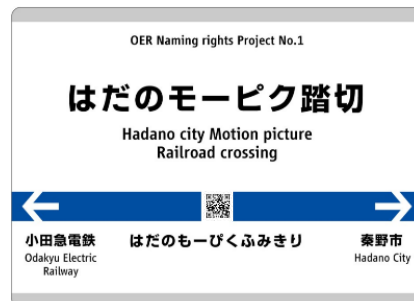 OER Naming rights Project No.1
はだのモーピク踏切
Hadano city Motion picture
Railroad crossing
小田急電鉄
Odakyu Electric
Railway
はだのもーぴくふみきり
秦野市
Hadano City